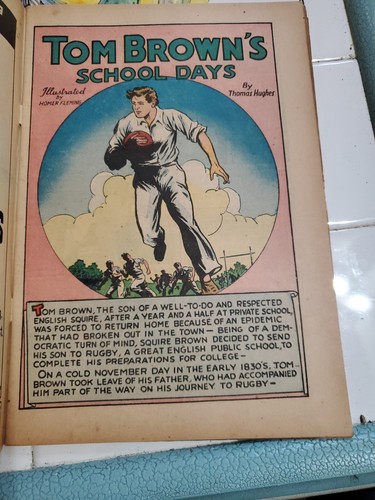 TOM BROWN'S
SCHOOL DAYS
Illustrated
by
HOMER FLEMING
By
Thomas Hughes
TOM BROWN, THE SON OF A WELL-TO-DO AND RESPECTED
ENGLISH SQUIRE, AFTER A YEAR AND A HALF AT PRIVATE SCHOOL,
WAS FORCED TO RETURN HOME BECAUSE OF AN EPIDEMIC
THAT HAD BROKEN OUT IN THE TOWN — BEING OF A DEM-
OCRATIC TURN OF MIND, SQUIRE BROWN DECIDED TO SEND
HIS SON TO RUGBY, A GREAT ENGLISH PUBLIC SCHOOL, TO
COMPLETE HIS PREPARATIONS FOR COLLEGE —
ON A COLD NOVEMBER DAY IN THE EARLY 1830'S, TOM
BROWN TOOK LEAVE OF HIS FATHER, WHO HAD ACCOMPANIED
HIM PART OF THE WAY ON HIS JOURNEY TO RUGBY —